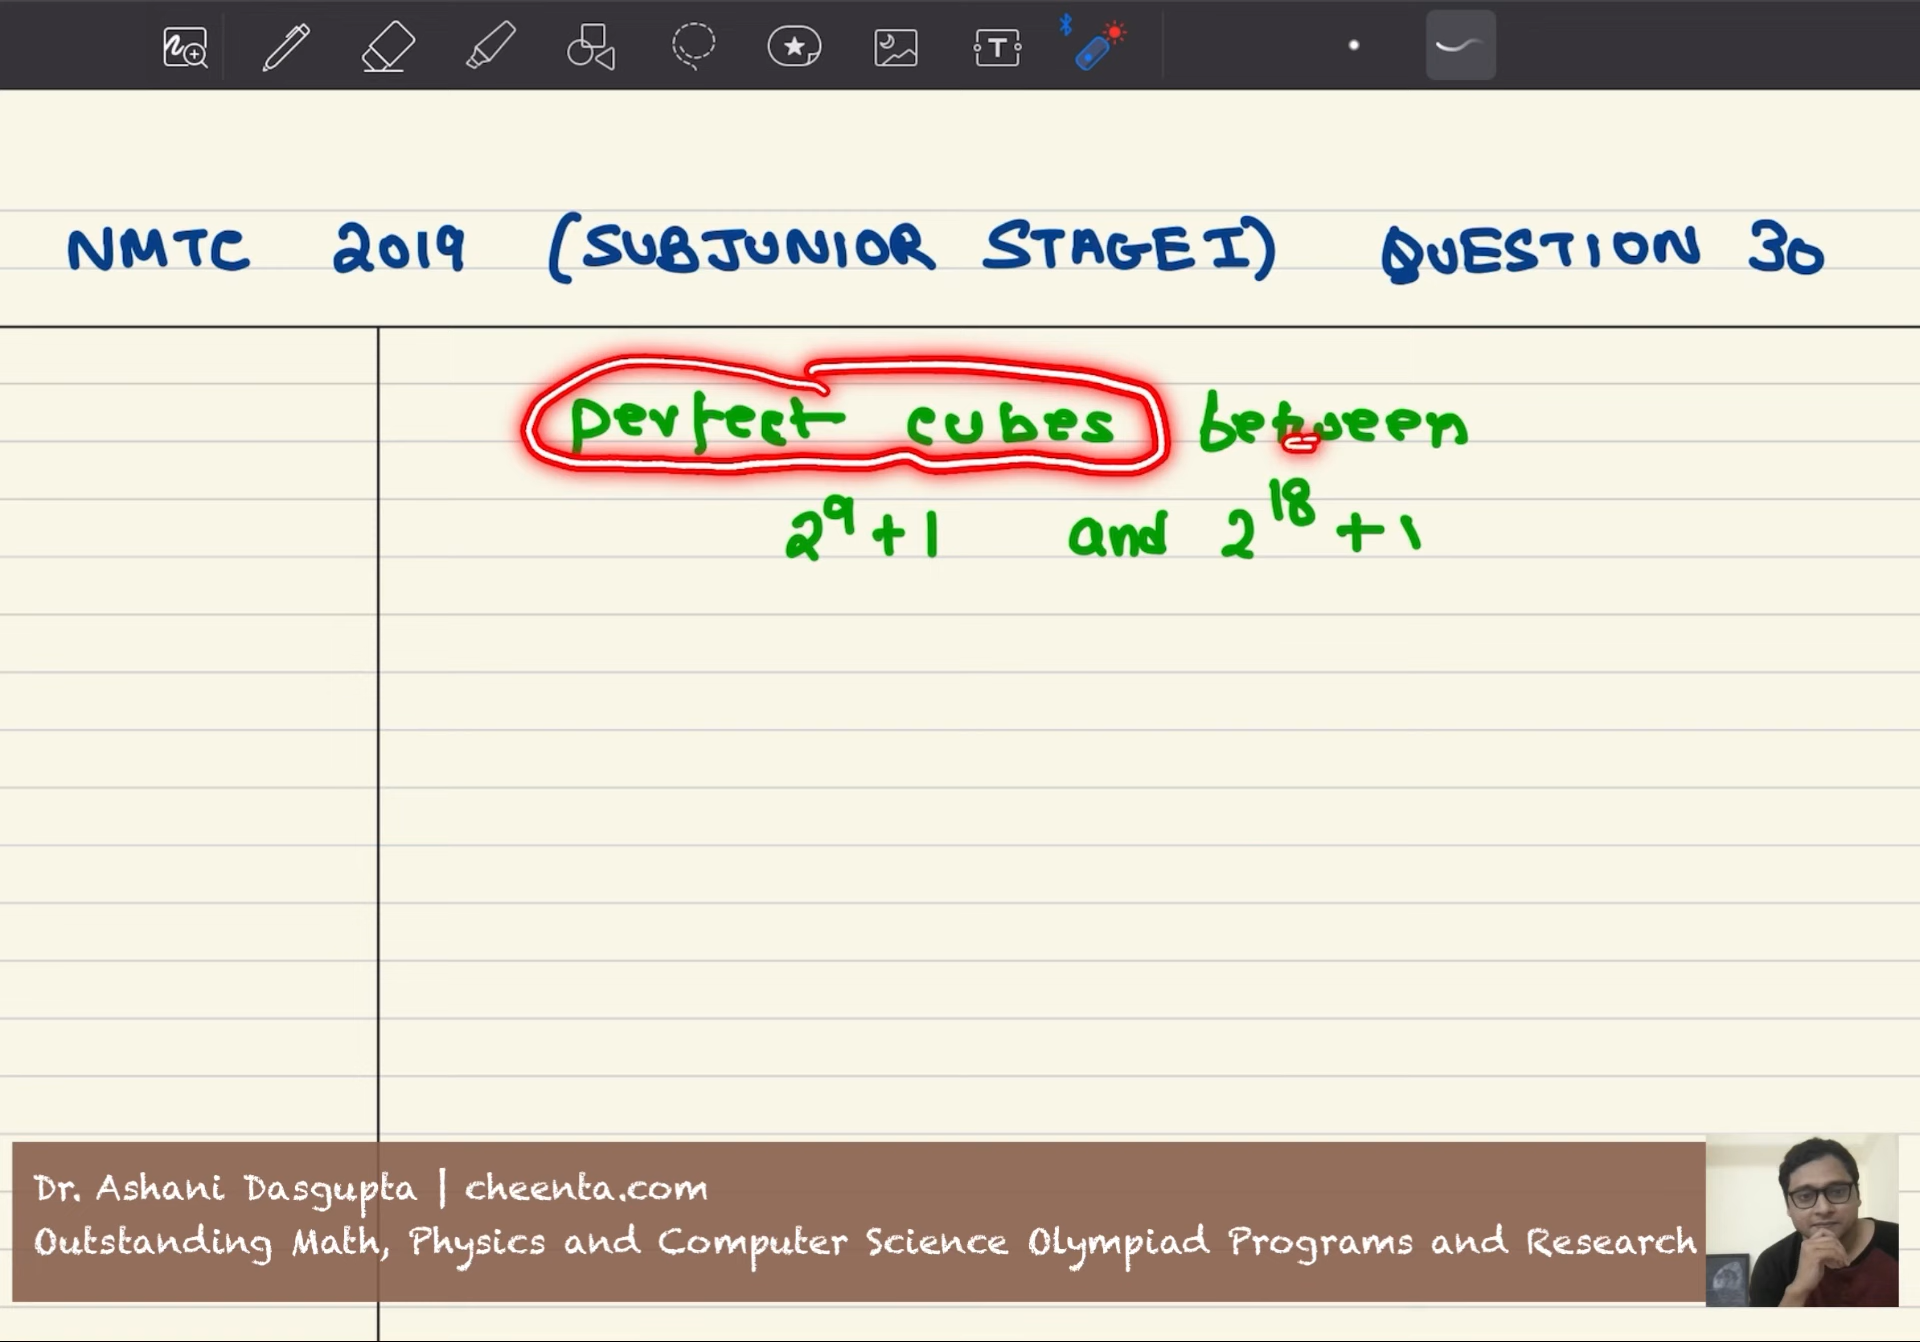 NMTC 2019 (SUBJUNIOR STAGE I) QUESTION 30
perfect cubes between
2⁹+1 and 2¹⁸+1
Dr. Ashani Dasgupta | cheenta.com
Outstanding Math, Physics and Computer Science Olympiad Programs and Research